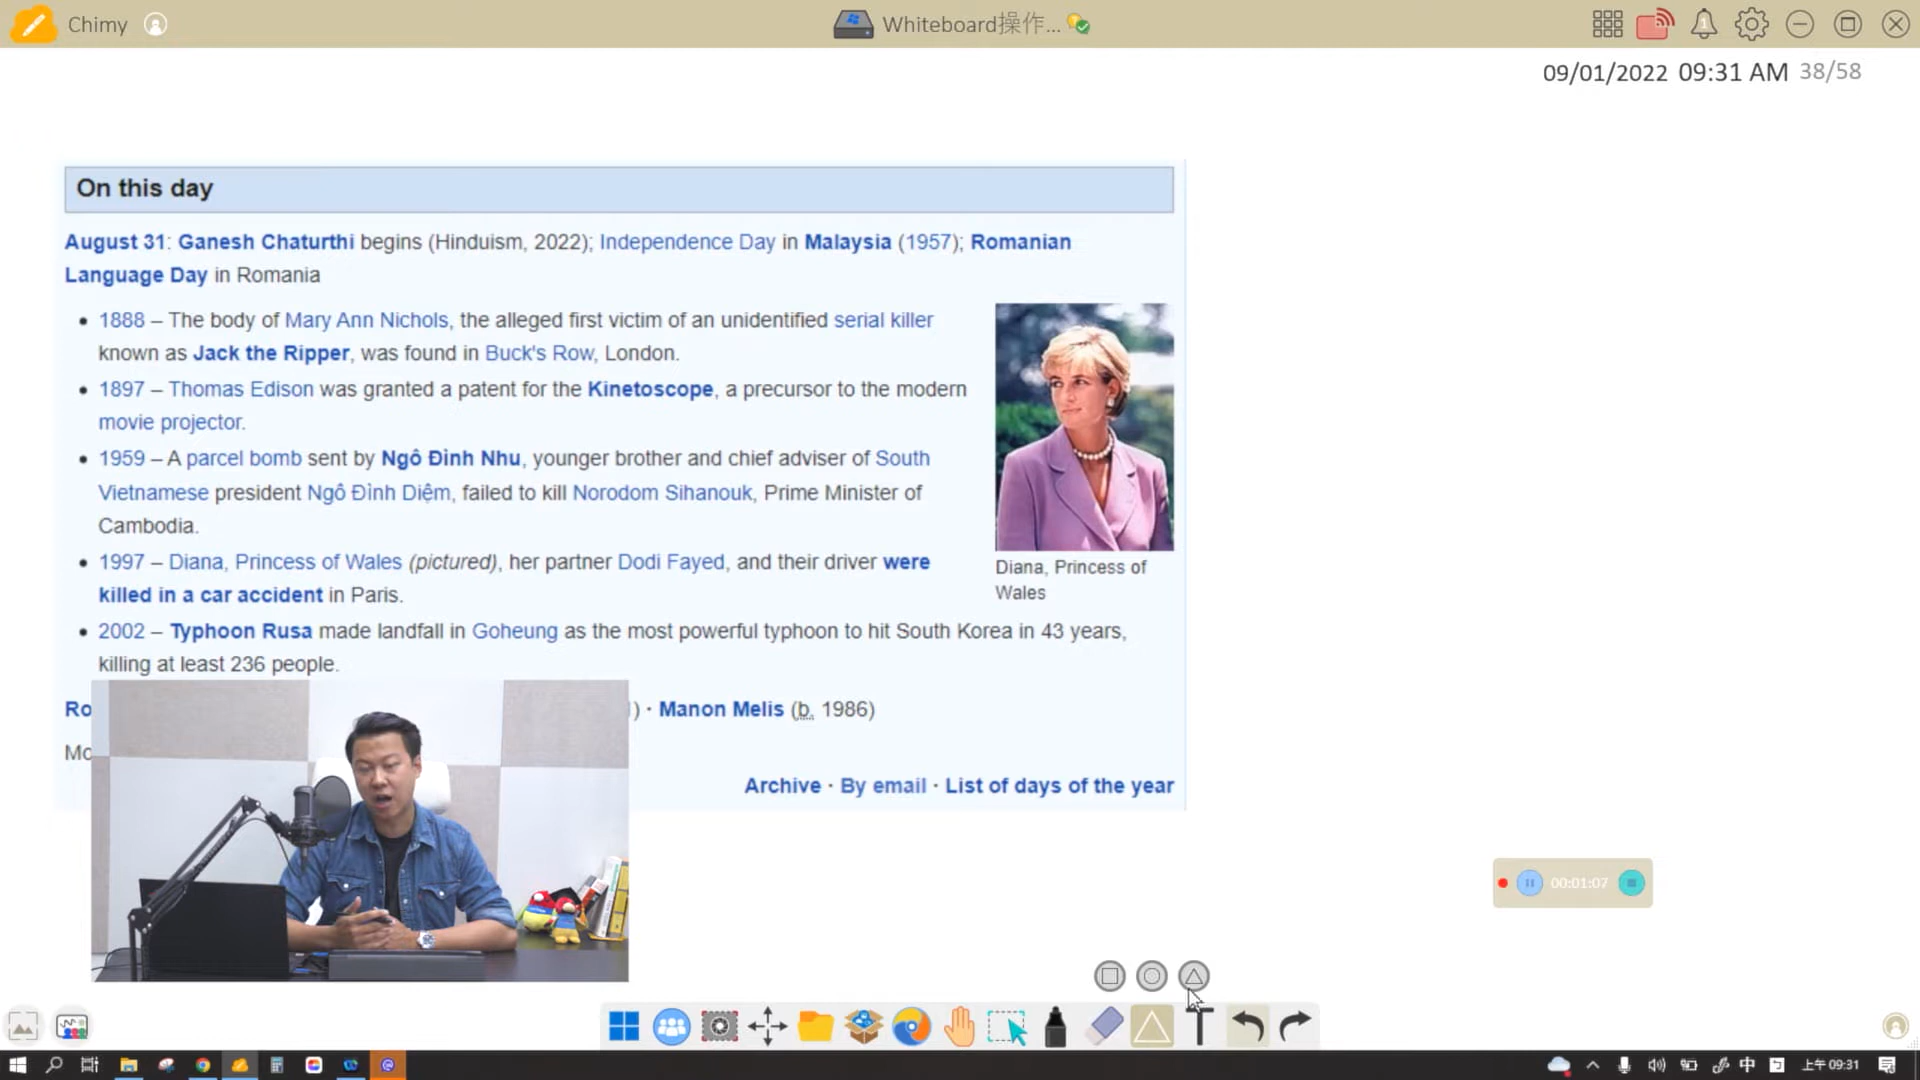 Chimy
Whiteboard操作...
09/01/2022 09:31 AM 38/58
On this day
August 31: Ganesh Chaturthi begins (Hinduism, 2022); Independence Day in Malaysia (1957); Romanian
Language Day in Romania
1888 – The body of Mary Ann Nichols, the alleged first victim of an unidentified serial killer
known as Jack the Ripper, was found in Buck's Row, London.
1897 – Thomas Edison was granted a patent for the Kinetoscope, a precursor to the modern
movie projector.
1959 – A parcel bomb sent by Ngô Đình Nhu, younger brother and chief adviser of South
Vietnamese president Ngô Đình Diệm, failed to kill Norodom Sihanouk, Prime Minister of
Cambodia.
1997 – Diana, Princess of Wales (pictured), her partner Dodi Fayed, and their driver were
killed in a car accident in Paris.
Diana, Princess of
Wales
2002 – Typhoon Rusa made landfall in Goheung as the most powerful typhoon to hit South Korea in 43 years,
killing at least 236 people.
Ro ) · Manon Melis (b. 1986)
Mo
Archive · By email · List of days of the year
00:01:07
T
中
上午 09:31